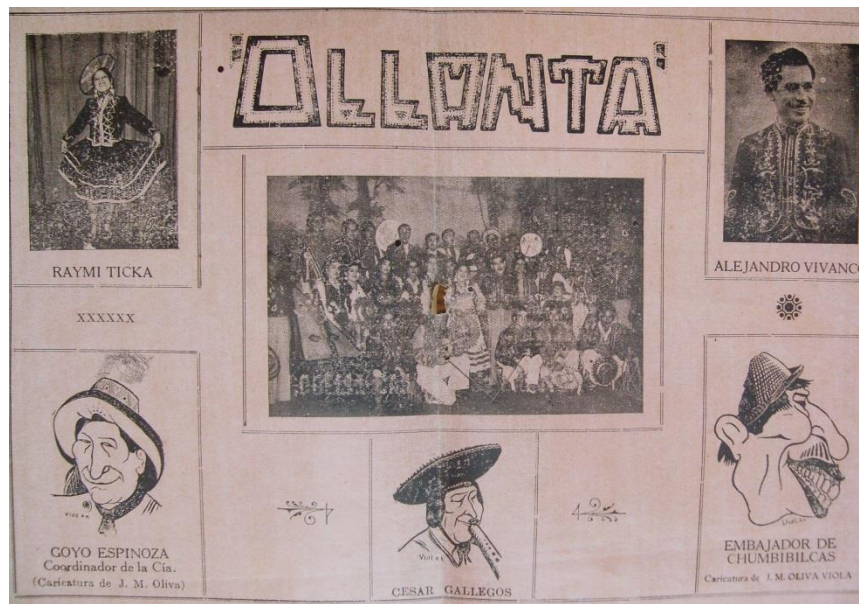 'OLLANTA'
RAYMI TICKA
XXXXXX
ALEJANDRO VIVANCO
GOYO ESPINOZA
Coordinador de la Cía.
(Caricatura de J. M. Oliva)
CESAR GALLEGOS
EMBAJADOR DE
CHUMBIBILCAS
Caricatura de J. M. OLIVA VIOLA